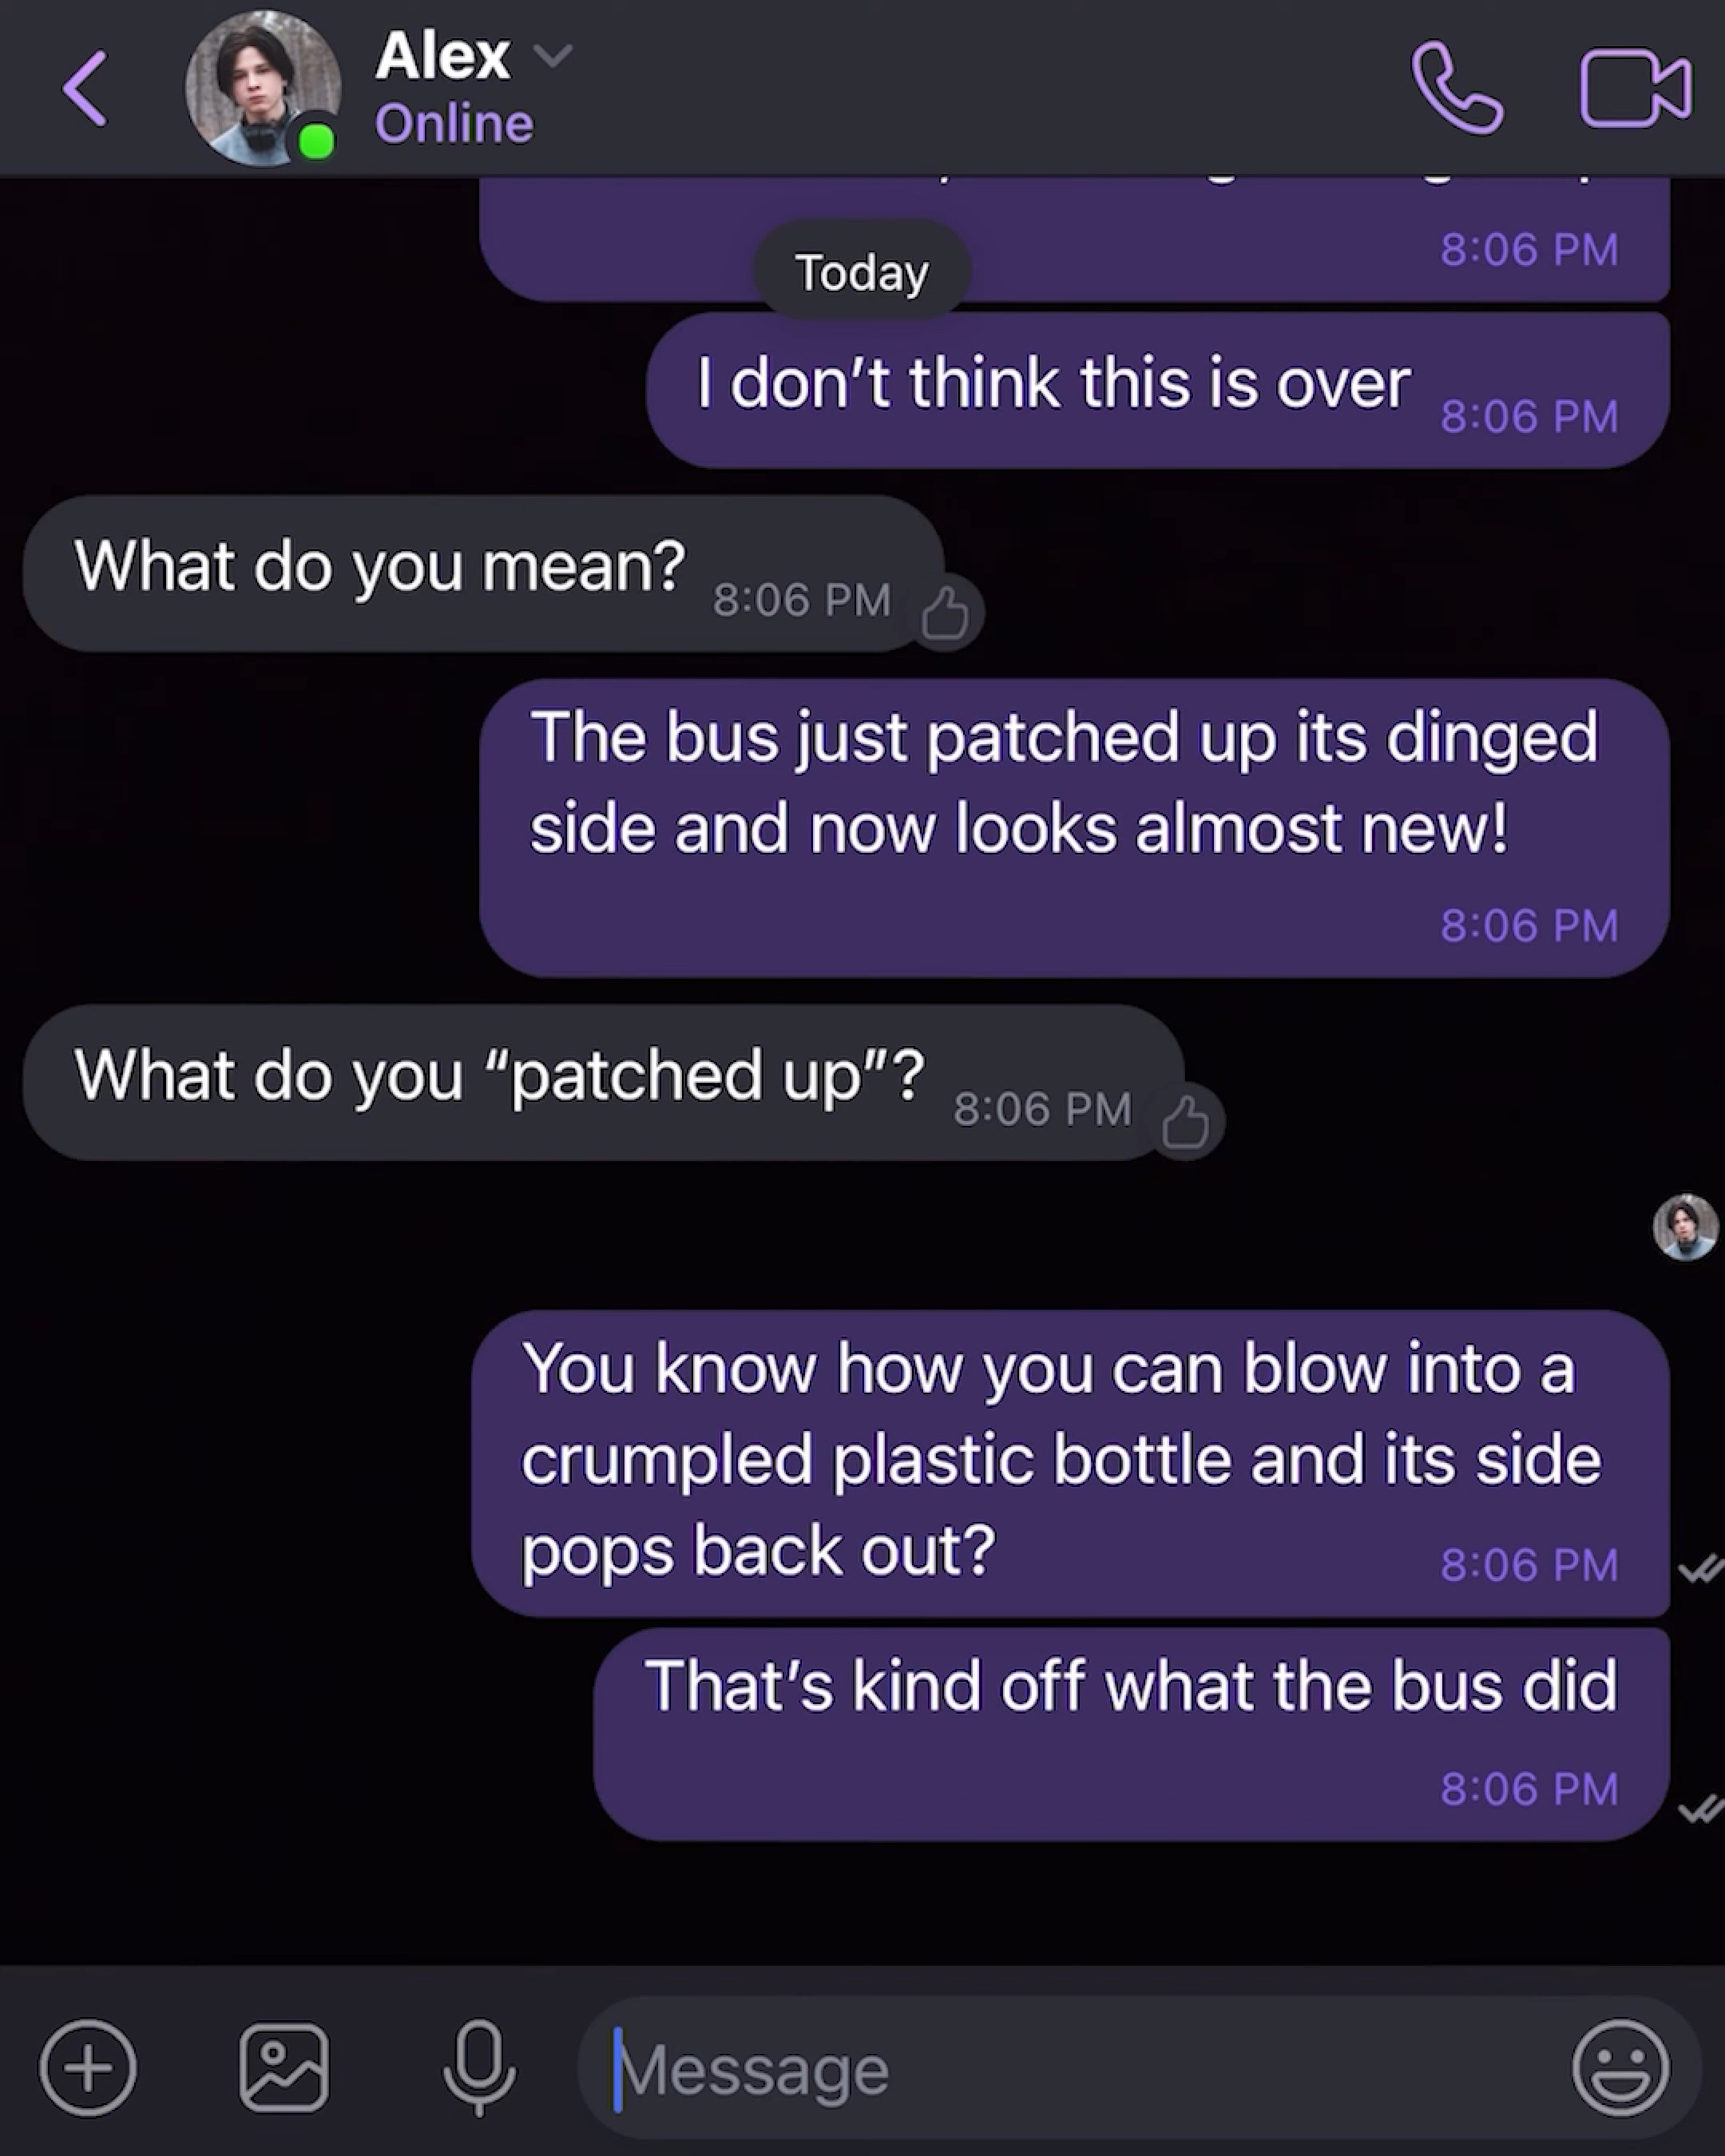 Alex
Online
8:06 PM
Today
I don’t think this is over
8:06 PM
What do you mean?
8:06 PM
The bus just patched up its dinged
side and now looks almost new!
8:06 PM
What do you “patched up”?
8:06 PM
You know how you can blow into a
crumpled plastic bottle and its side
pops back out?
8:06 PM
That’s kind off what the bus did
8:06 PM
Message